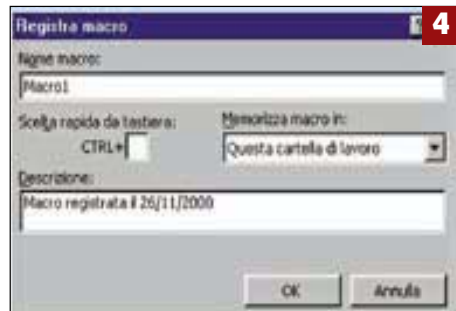 Registra macro
4
Nome macro:
Macro1
Scelta rapida da tastiera:
CTRL+
Memorizza macro in:
Questa cartella di lavoro
Descrizione:
Macro registrata il 26/11/2000
OK
Annulla